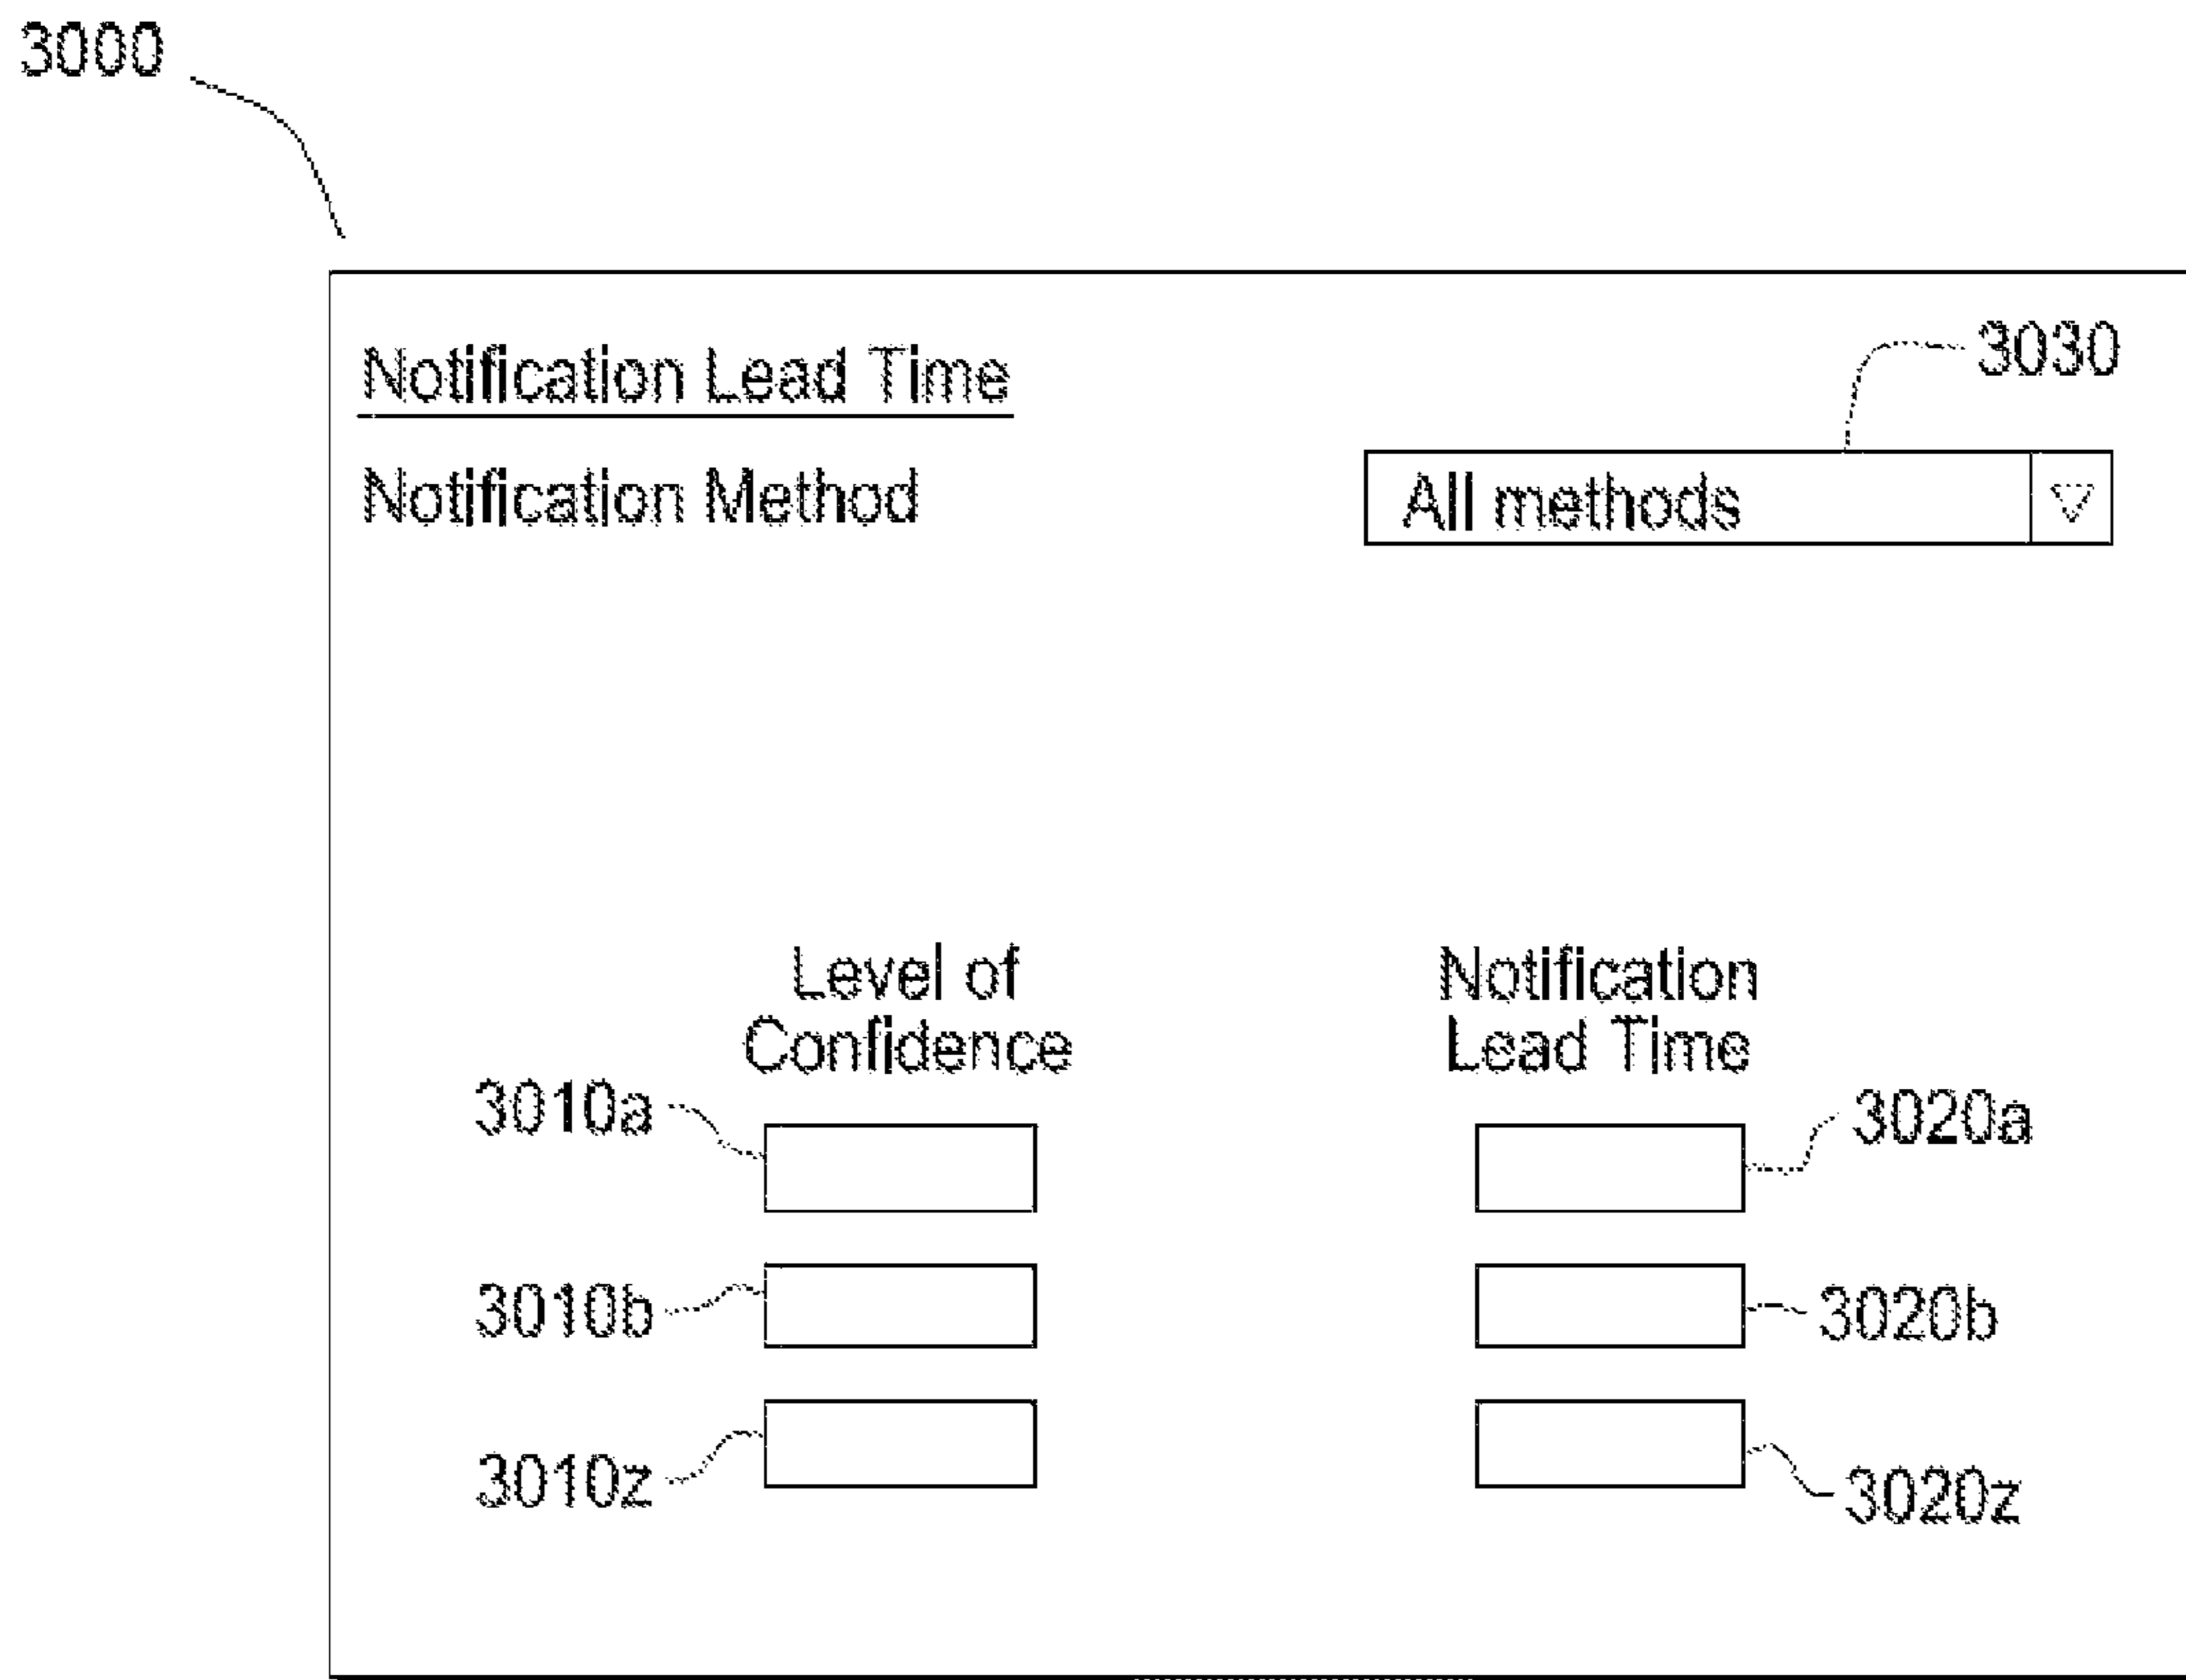 3000
Notification Lead Time
3030
Notification Method
All methods
Level of
Confidence
Notification
Lead Time
3010a
3020a
3010b
3020b
3010z
3020z